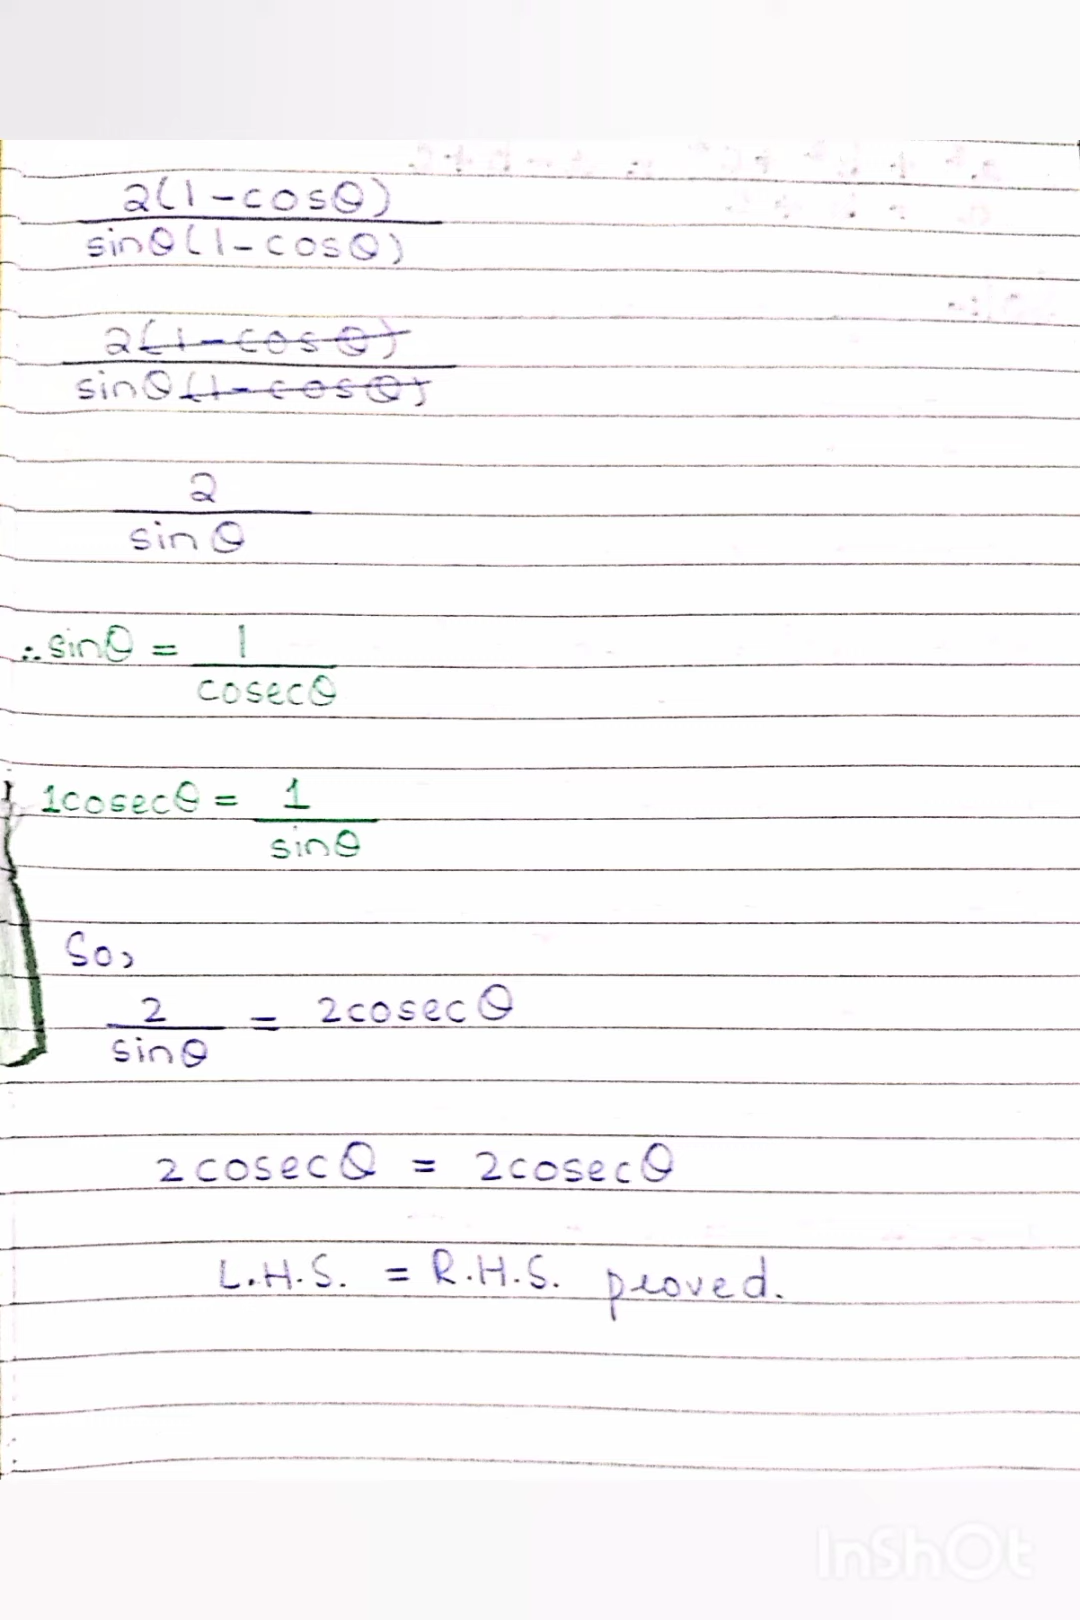 2(1-cosθ)
sinθ(1-cosθ)
2(1-cosθ)
sinθ(1-cosθ)
2
sinθ
∴ sinθ = 1
cosecθ
1cosecθ = 1
sinθ
So,
2 = 2cosecθ
sinθ
2cosecθ = 2cosecθ
L.H.S. = R.H.S. proved.
InShOt